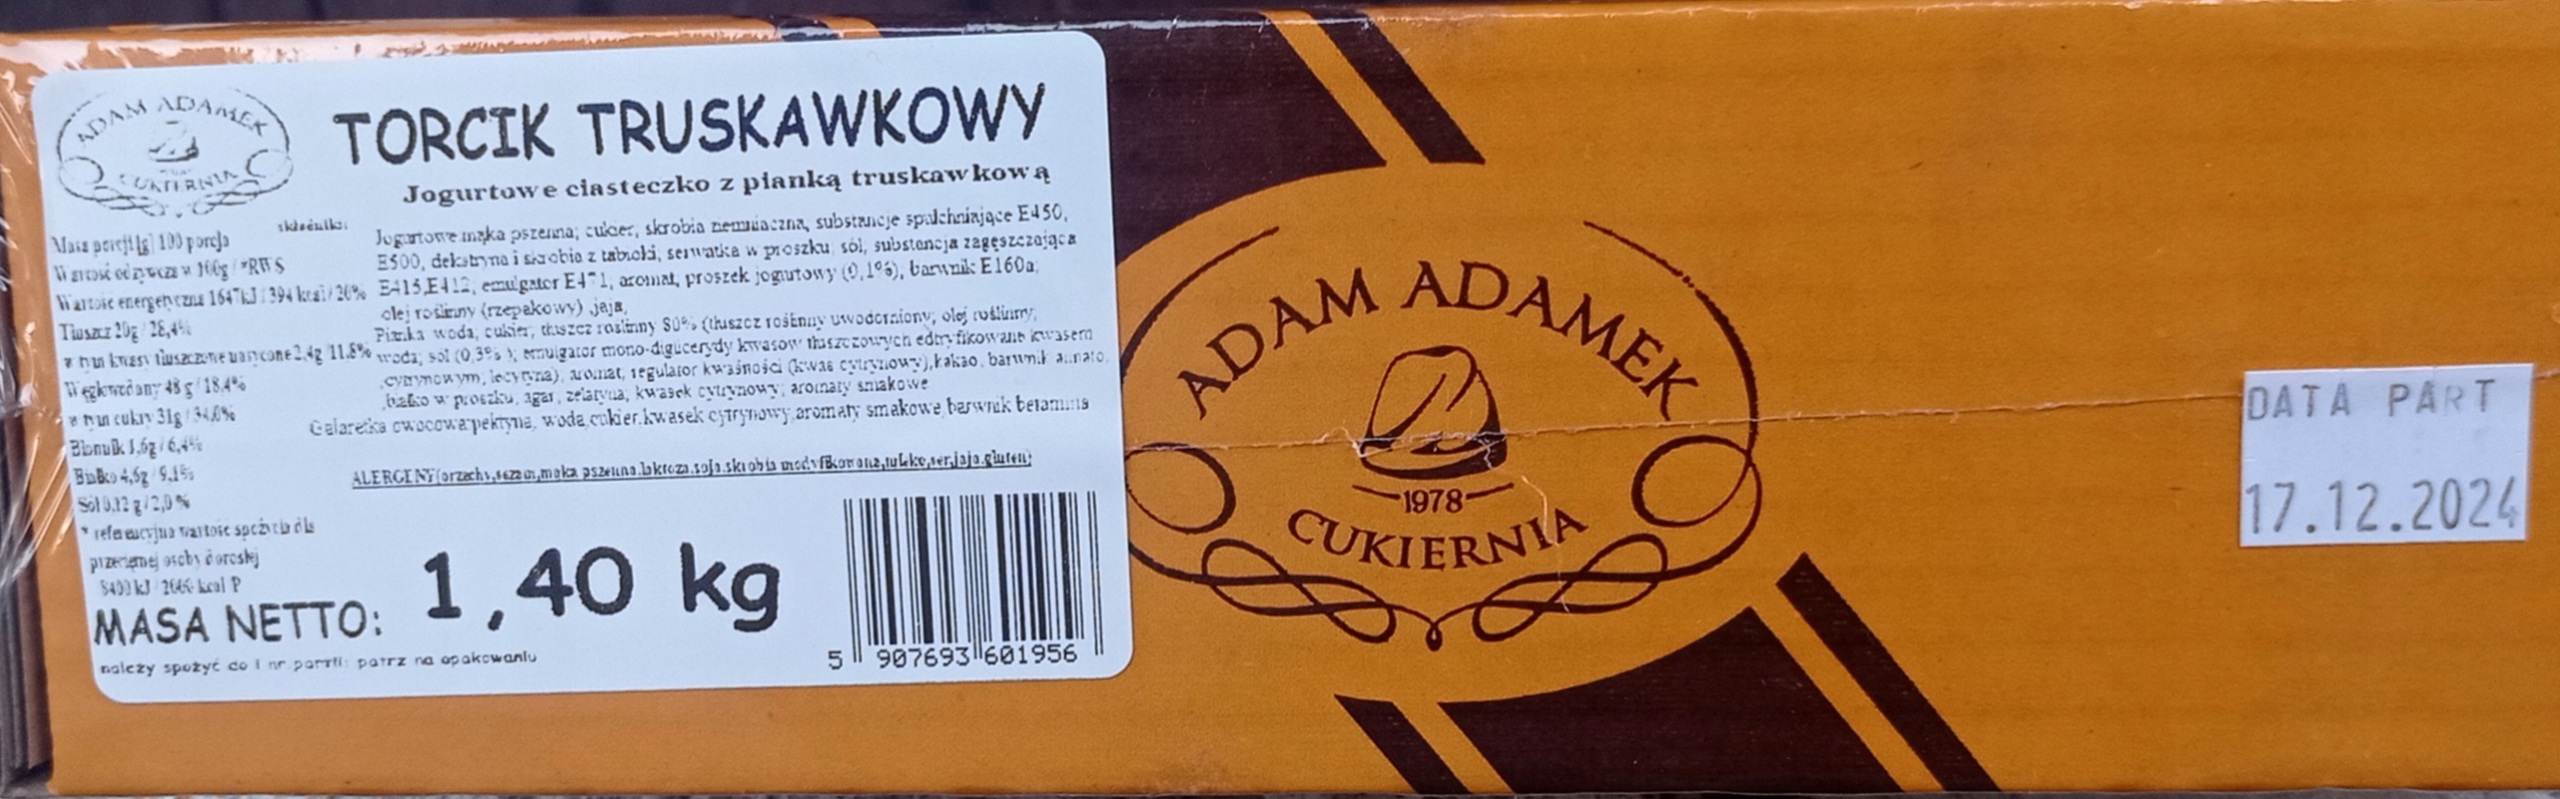 ADAM ADAMEK
CUKIERNIA
TORCIK TRUSKAWKOWY
Jogurtowe ciasteczko z pianką truskawkową
składniki:
Masa porcji [g] 100 porcja
Wartość odżywcza w 100g / *RWS
Wartość energetyczna 1647kJ / 394 kcal / 20%
Tłuszcz 20g / 28,4%
w tym kwasy tłuszczowe nasycone 2,4g /11.8%
Węglowodany 48 g / 18,4%
w tym cukry 31g / 34,0%
Błonnik 1,6g / 6,4%
Białko 4,6g / 9,1%
Sól 0,12 g / 2,0 %
* referencyjna wartość spożycia dla
przeciętnej osoby dorosłej
8400 kJ / 2000 kcal P
Jogurtowe:mąka pszenna; cukier, skrobia ziemniaczna, substancje spulchniające E450,
E500, dekstryna i skrobia z tabioki; serwatka w proszku; sól; substancja zagęszczająca
E415,E412; emulgator E471; aromat; proszek jogurtowy (0,1%); barwnik E160a;
olej roślinny (rzepakowy) ,jaja,
Pianka: woda; cukier; tłuszcz roślinny 80% (tłuszcz roślinny uwodorniony; olej roślinny;
woda; sól (0,3% ); emulgator mono-digliceridy kwasów tłuszczowych edtryfikowane kwasem
cytrynowym; lecytyna); aromat; regulator kwaśności (kwas cytrynowy),kakao, barwnik annato,
białko w proszku, agar, żelatyna; kwasek cytrynowy; aromaty smakowe
Galaretka owocowa:pektyna, woda,cukier,kwasek cytrynowy,aromaty smakowe,barwnik betanina
ALERGENY(orzechy,sezam,mąka pszenna,laktoza,soja,skrobia modyfikowana,mleko,ser,jaja,gluten)
MASA NETTO: 1,40 kg
należy spożyć do i nr partii: patrz na opakowaniu
5 907693 601956
ADAM ADAMEK
1978
CUKIERNIA
DATA PART
17.12.2024